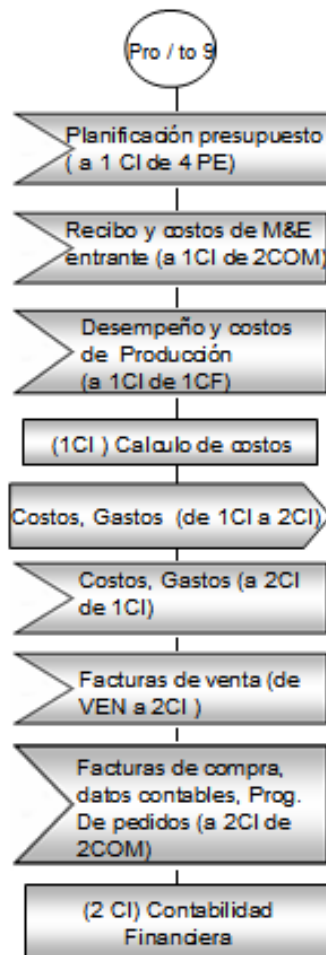 Pro / to 9
Planificación presupuesto
( a 1 CI de 4 PE)
Recibo y costos de M&E
entrante (a 1CI de 2COM)
Desempeño y costos
de Producción
(a 1CI de 1CF)
(1CI ) Calculo de costos
Costos, Gastos (de 1CI a 2CI)
Costos, Gastos (a 2CI
de 1CI)
Facturas de venta (de
VEN a 2CI )
Facturas de compra,
datos contables, Prog.
De pedidos (a 2CI de
2COM)
(2 CI) Contabilidad
Financiera